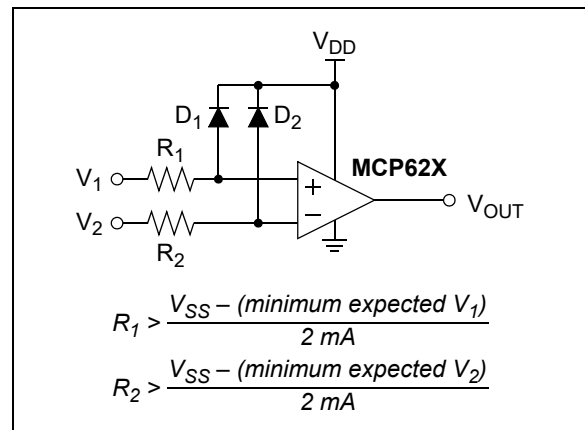 VDD
D1
D2
R1
MCP62X
V1
+
VOUT
V2
–
R2
R1 > VSS – (minimum expected V1)
2 mA
R2 > VSS – (minimum expected V2)
2 mA